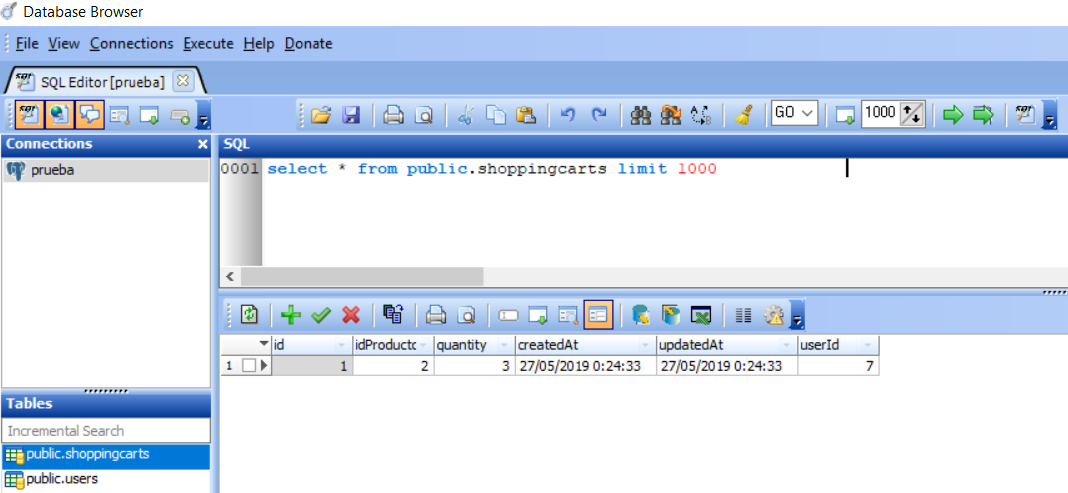 Database Browser
File View Connections Execute Help Donate
SQL Editor [prueba]
GO 1000
Connections
SQL
prueba
0001 select * from public.shoppingcarts limit 1000
id idProductc quantity createdAt updatedAt userId
1 1 2 3 27/05/2019 0:24:33 27/05/2019 0:24:33 7
Tables
Incremental Search
public.shoppingcarts
public.users